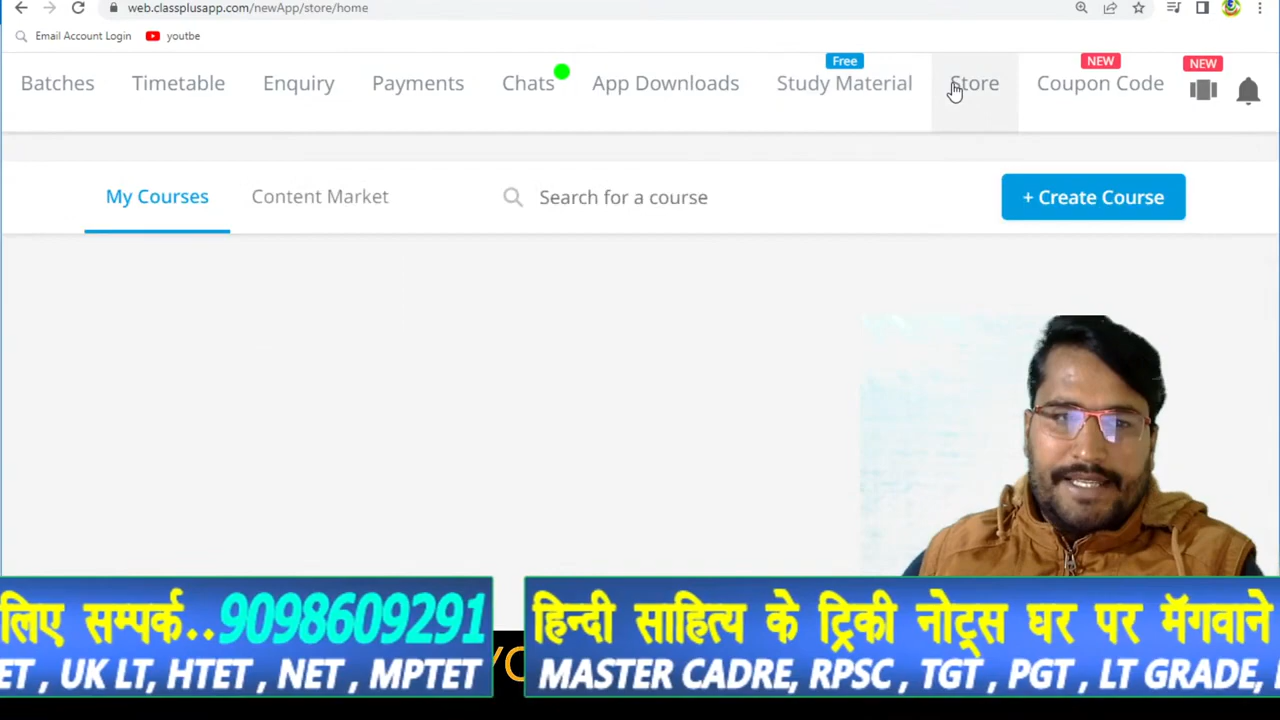 web.classplusapp.com/newApp/store/home
Email Account Login youtbe
Batches Timetable Enquiry Payments Chats App Downloads Free Study Material Store NEW Coupon Code NEW
My Courses Content Market Search for a course + Create Course
लिए सम्पर्क..9098609291 हिन्दी साहित्य के ट्रिकी नोट्स घर पर मॅगवाने
ET , UK LT, HTET , NET , MPTET MASTER CADRE, RPSC , TGT , PGT , LT GRADE,